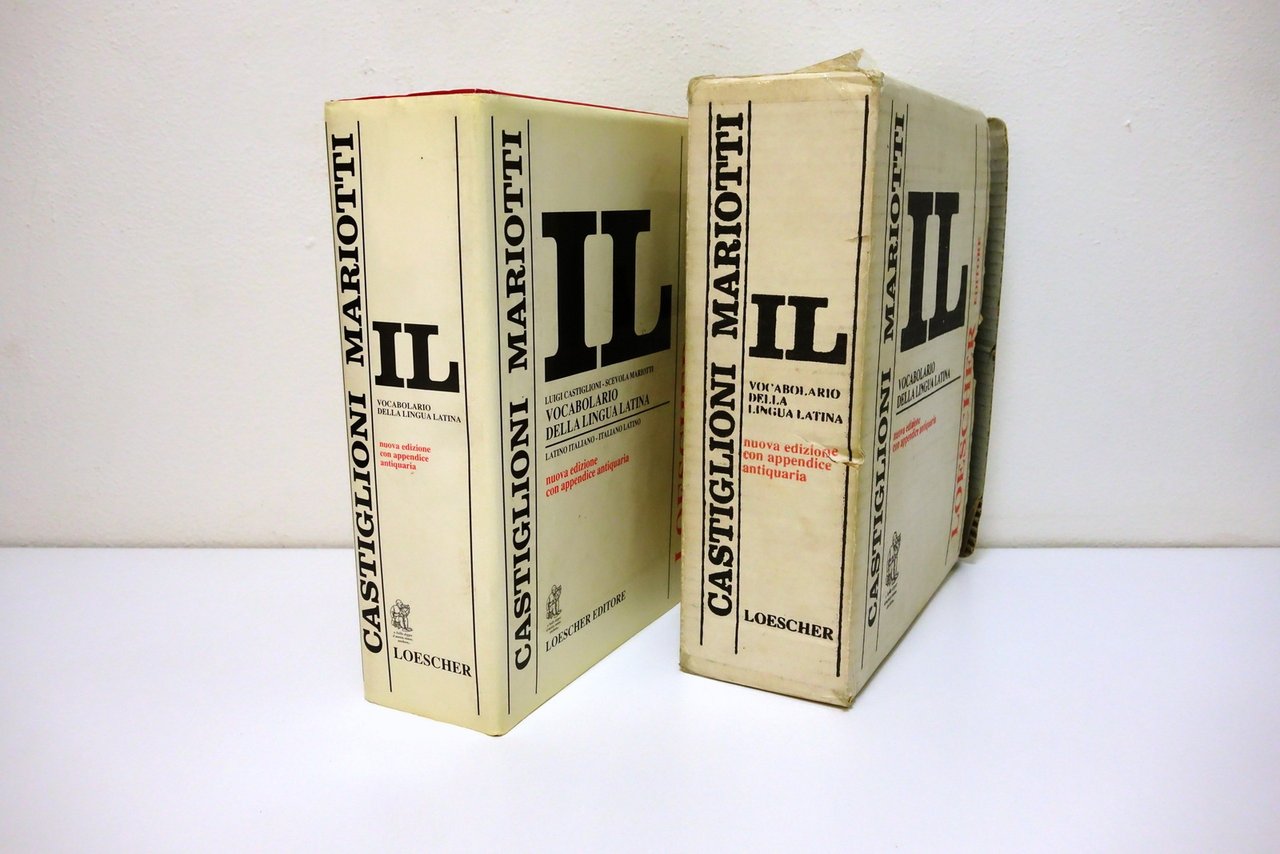 CASTIGLIONI MARIOTTI
IL
VOCABOLARIO
DELLA LINGUA LATINA
nuova edizione
con appendice
antiquaria
LOESCHER
CASTIGLIONI MARIOTTI
IL
LUIGI CASTIGLIONI - SCEVOLA MARIOTTI
VOCABOLARIO
DELLA LINGUA LATINA
LATINO ITALIANO - ITALIANO LATINO
nuova edizione
con appendice antiquaria
LOESCHER EDITORE
CASTIGLIONI MARIOTTI
IL
VOCABOLARIO
DELLA
LINGUA LATINA
nuova edizione
con appendice
antiquaria
LOESCHER
CASTIGLIONI MARIOTTI
IL
VOCABOLARIO
DELLA LINGUA LATINA
nuova edizione
con appendice antiquaria
LOESCHER EDITORE